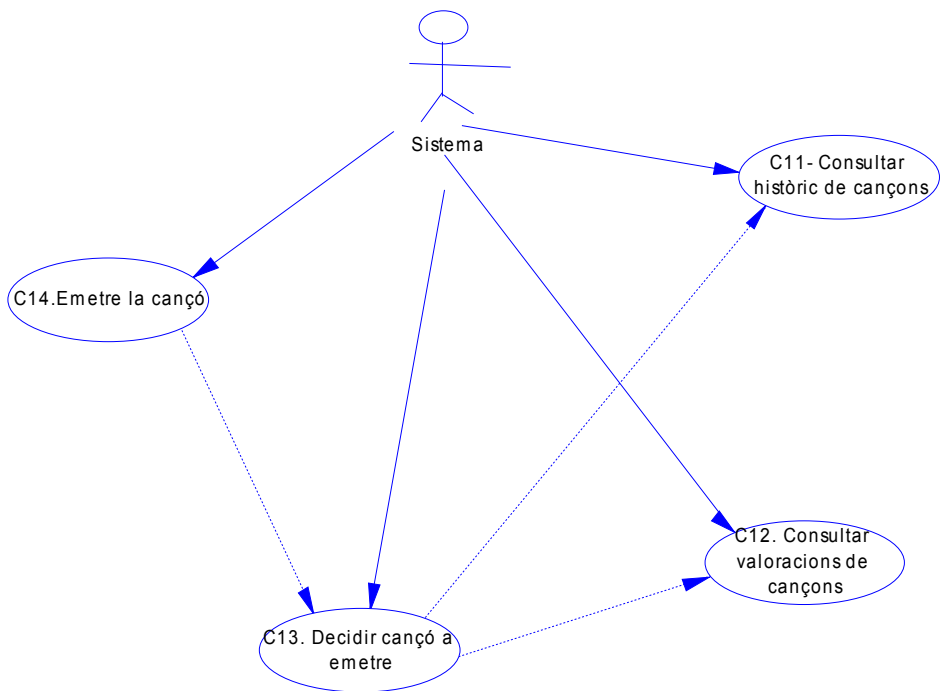 Sistema
C11- Consultar
històric de cançons
C14.Emetre la cançó
C12. Consultar
valoracions de
cançons
C13. Decidir cançó a
emetre